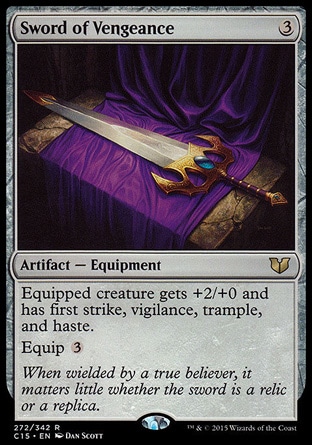 Sword of Vengeance 3
Artifact — Equipment
Equipped creature gets +2/+0 and
has first strike, vigilance, trample,
and haste.
Equip 3
When wielded by a true believer, it
matters little whether the sword is a relic
or a replica.
272/342 R
C15 • EN Dan Scott
™ & © 2015 Wizards of the Coast